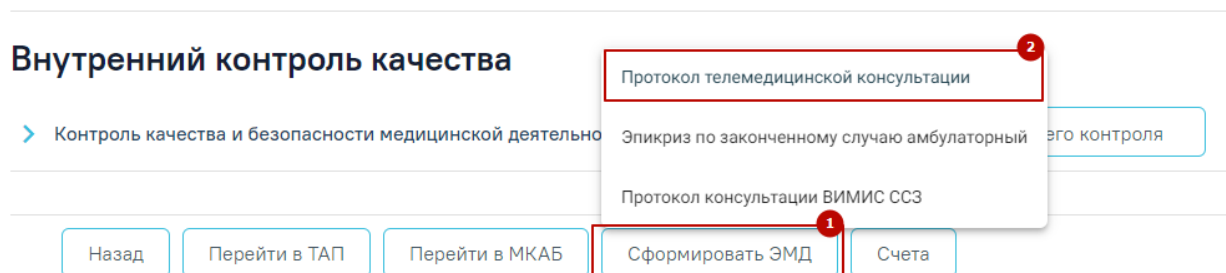 Внутренний контроль качества
2
Протокол телемедицинской консультации
Контроль качества и безопасности медицинской деятельно
Эпикриз по законченному случаю амбулаторный
его контроля
Протокол консультации ВИМИС ССЗ
1
Назад Перейти в ТАП Перейти в МКАБ Сформировать ЭМД Счета